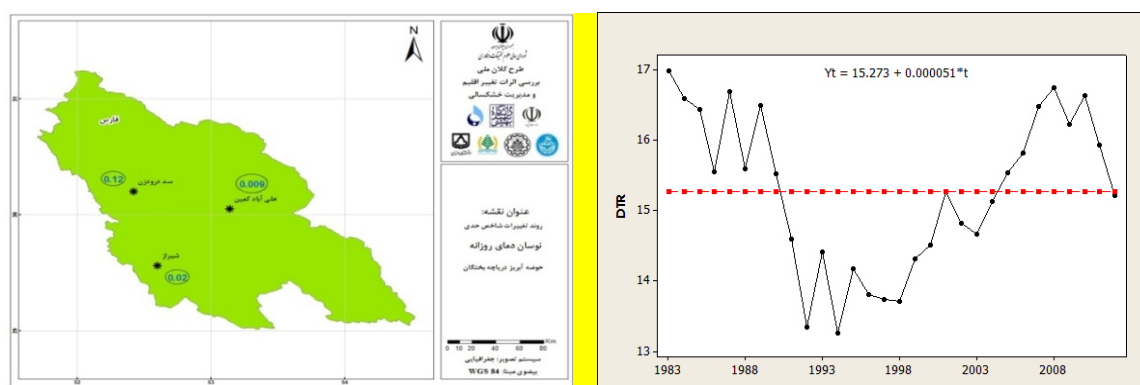 N
فارس
0.12
سد درودزن
0.009
علی آباد کمین
شیراز
0.02
52
53
54
طرح کلان ملی
بررسی اثرات تغییر اقلیم
و مدیریت خشکسالی
عنوان نقشه:
روند تغییرات شاخص حدی
نوسان دمای روزانه
حوضه آبریز دریاچه بختگان
Km
0 10 20 40 60 80
سیستم تصویر: جغرافیایی
بیضوی مبنا: WGS 84
Yt = 15.273 + 0.000051*t
DTR
17
16
15
14
13
1983 1988 1993 1998 2003 2008